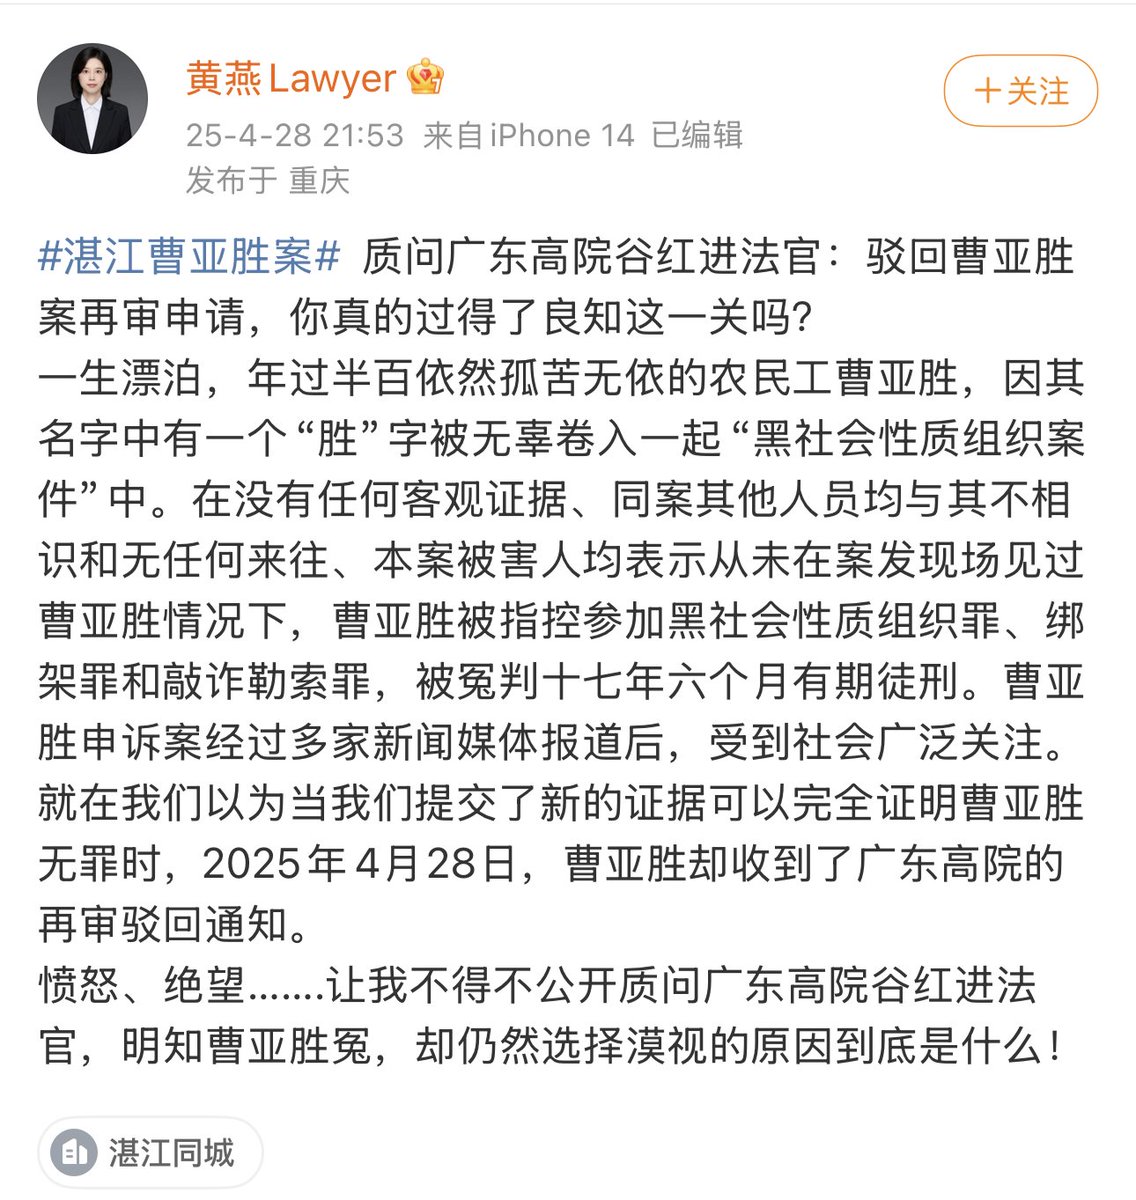 黄燕Lawyer
+关注
25-4-28 21:53 来自iPhone 14 已编辑
发布于 重庆
#湛江曹亚胜案# 质问广东高院谷红进法官：驳回曹亚胜
案再审申请，你真的过得了良知这一关吗？
一生漂泊，年过半百依然孤苦无依的农民工曹亚胜，因其
名字中有一个“胜”字被无辜卷入一起“黑社会性质组织案
件”中。在没有任何客观证据、同案其他人员均与其不相
识和无任何来往、本案被害人均表示从未在案发现场见过
曹亚胜情况下，曹亚胜被指控参加黑社会性质组织罪、绑
架罪和敲诈勒索罪，被冤判十七年六个月有期徒刑。曹亚
胜申诉案经过多家新闻媒体报道后，受到社会广泛关注。
就在我们以为当我们提交了新的证据可以完全证明曹亚胜
无罪时，2025年4月28日，曹亚胜却收到了广东高院的
再审驳回通知。
愤怒、绝望.......让我不得不公开质问广东高院谷红进法
官，明知曹亚胜冤，却仍然选择漠视的原因到底是什么！
湛江同城